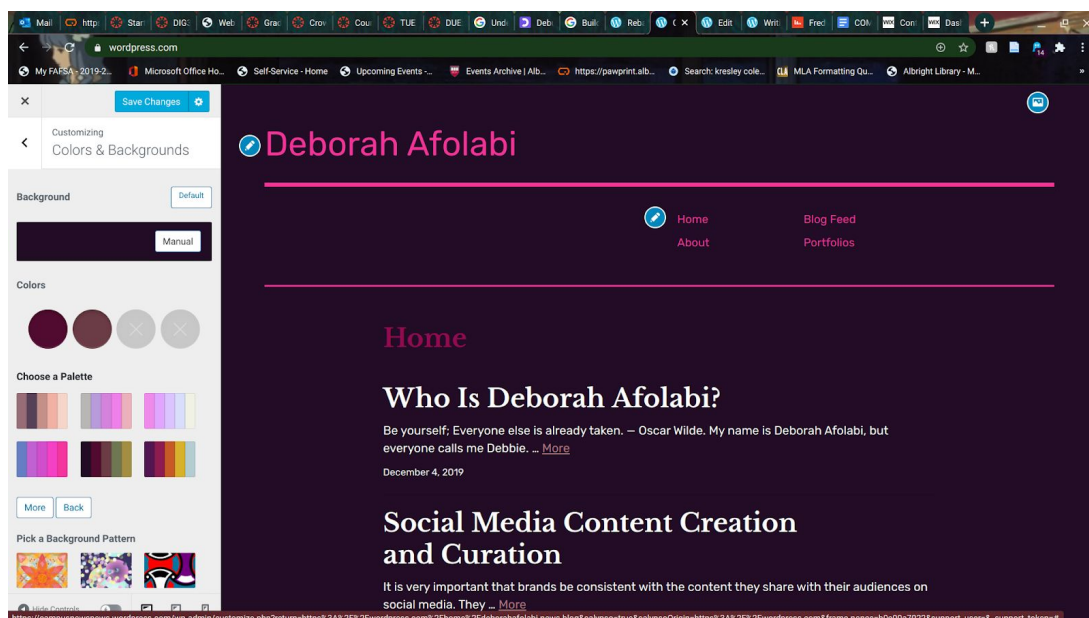 Mail http: Star DIG: Web Grac Crov Cou TUE DUE Und Deb Buil Reb ( Edit Writ Fred CON Con Dasl
wordpress.com
My FAFSA - 2019-2... Microsoft Office Ho... Self-Service - Home Upcoming Events -... Events Archive | Alb... https://pawprint.alb... Search: kresley cole... MLA Formatting Qu... Albright Library - M... »
14
Save Changes
Customizing
Colors & Backgrounds
Background
Default
Manual
Colors
Choose a Palette
More Back
Pick a Background Pattern
Hide Controls
Deborah Afolabi
Home Blog Feed
About Portfolios
Home
Who Is Deborah Afolabi?
Be yourself; Everyone else is already taken. — Oscar Wilde. My name is Deborah Afolabi, but
everyone calls me Debbie. … More
December 4, 2019
Social Media Content Creation
and Curation
It is very important that brands be consistent with the content they share with their audiences on
social media. They … More